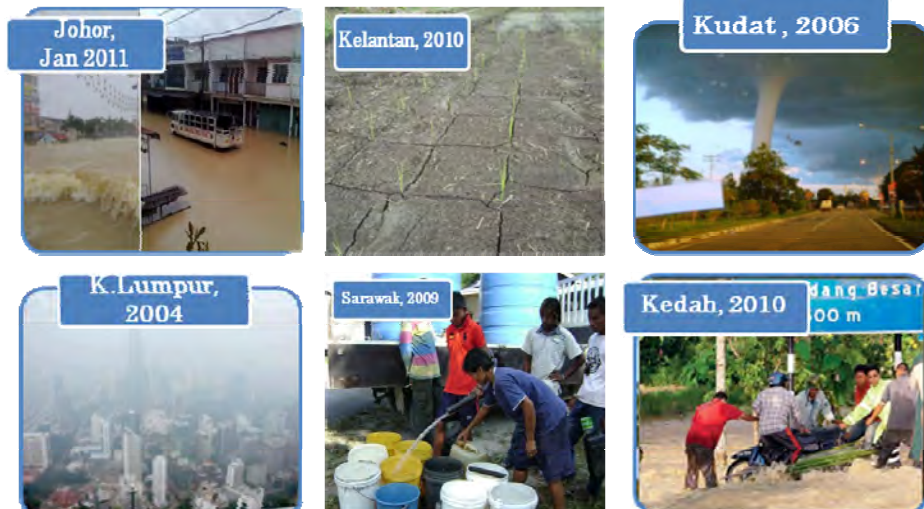 Johor,
Jan 2011
Kelantan, 2010
Kudat , 2006
K.Lumpur,
2004
Sarawak, 2009
Kedah, 2010
dang Besar
00 m